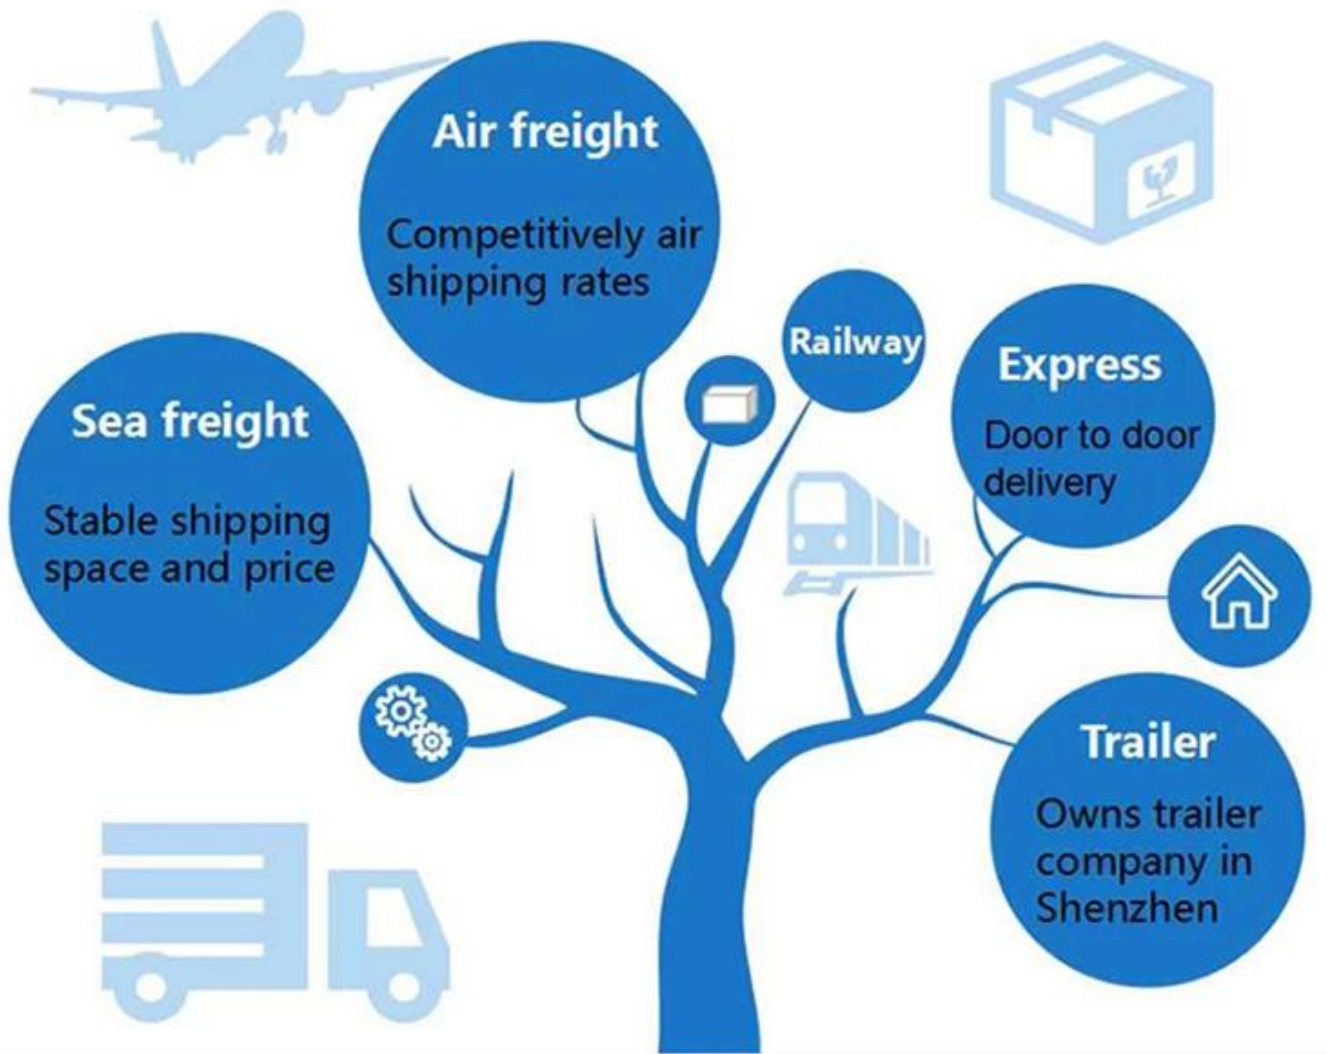 Air freight
Competitively air
shipping rates
Railway
Express
Door to door
delivery
Sea freight
Stable shipping
space and price
Trailer
Owns trailer
company in
Shenzhen